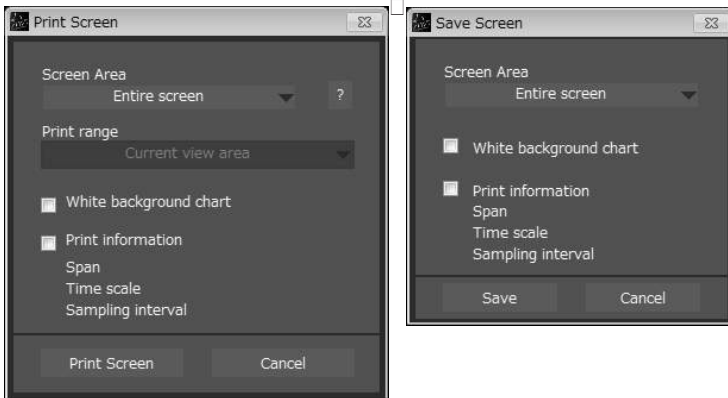 Print Screen
Screen Area
Entire screen
?
Print range
Current view area
White background chart
Print information
Span
Time scale
Sampling interval
Print Screen
Cancel
Save Screen
Screen Area
Entire screen
White background chart
Print information
Span
Time scale
Sampling interval
Save
Cancel